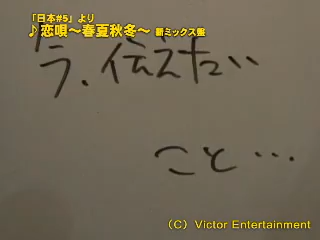 「日本#5」より
♪恋唄～春夏秋冬～ 新ミックス盤
今、伝えたい
こと…
（C）Victor Entertainment